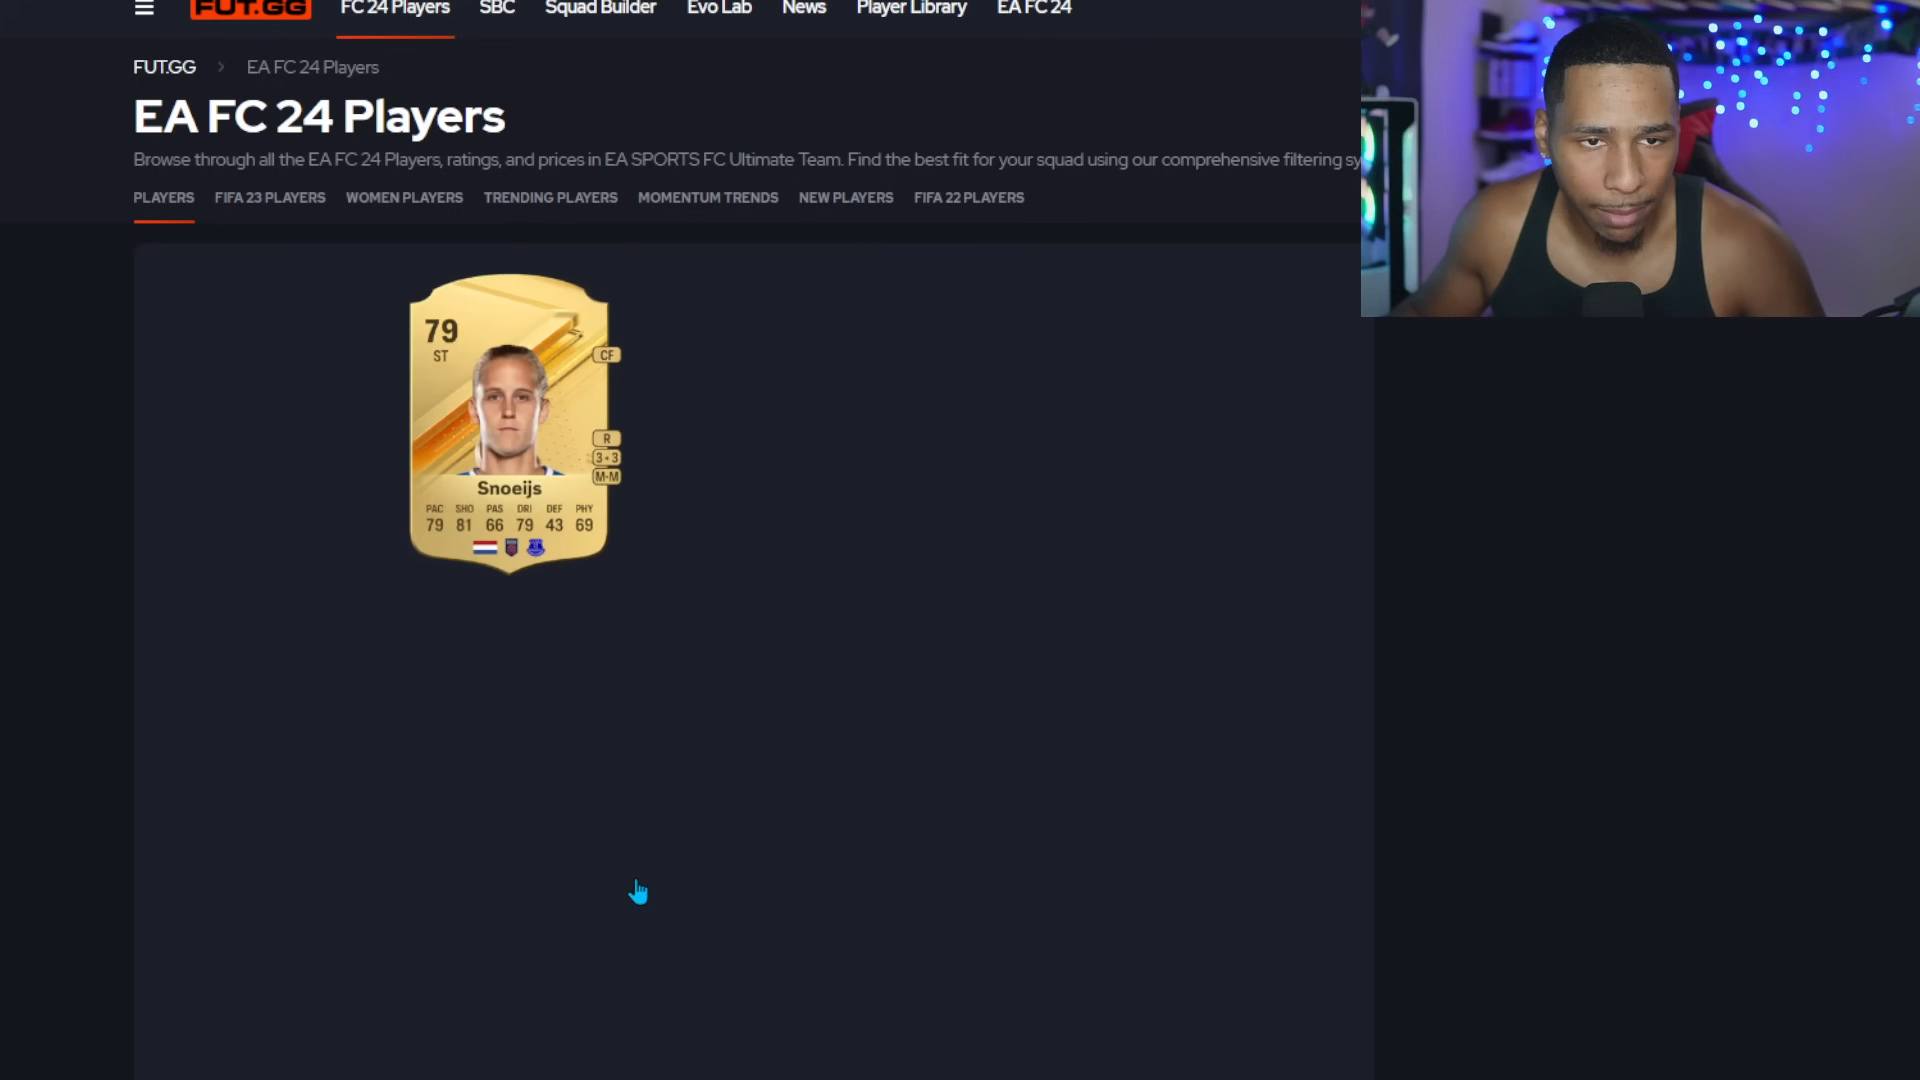 FUT.GG FC 24 Players SBC Squad Builder Evo Lab News Player Library EA FC 24
FUT.GG > EA FC 24 Players
EA FC 24 Players
Browse through all the EA FC 24 Players, ratings, and prices in EA SPORTS FC Ultimate Team. Find the best fit for your squad using our comprehensive filtering sy
PLAYERS FIFA 23 PLAYERS WOMEN PLAYERS TRENDING PLAYERS MOMENTUM TRENDS NEW PLAYERS FIFA 22 PLAYERS
79
ST
CF
R
3 • 3
M-M
Snoeijs
PAC SHO PAS DRI DEF PHY
79 81 66 79 43 69